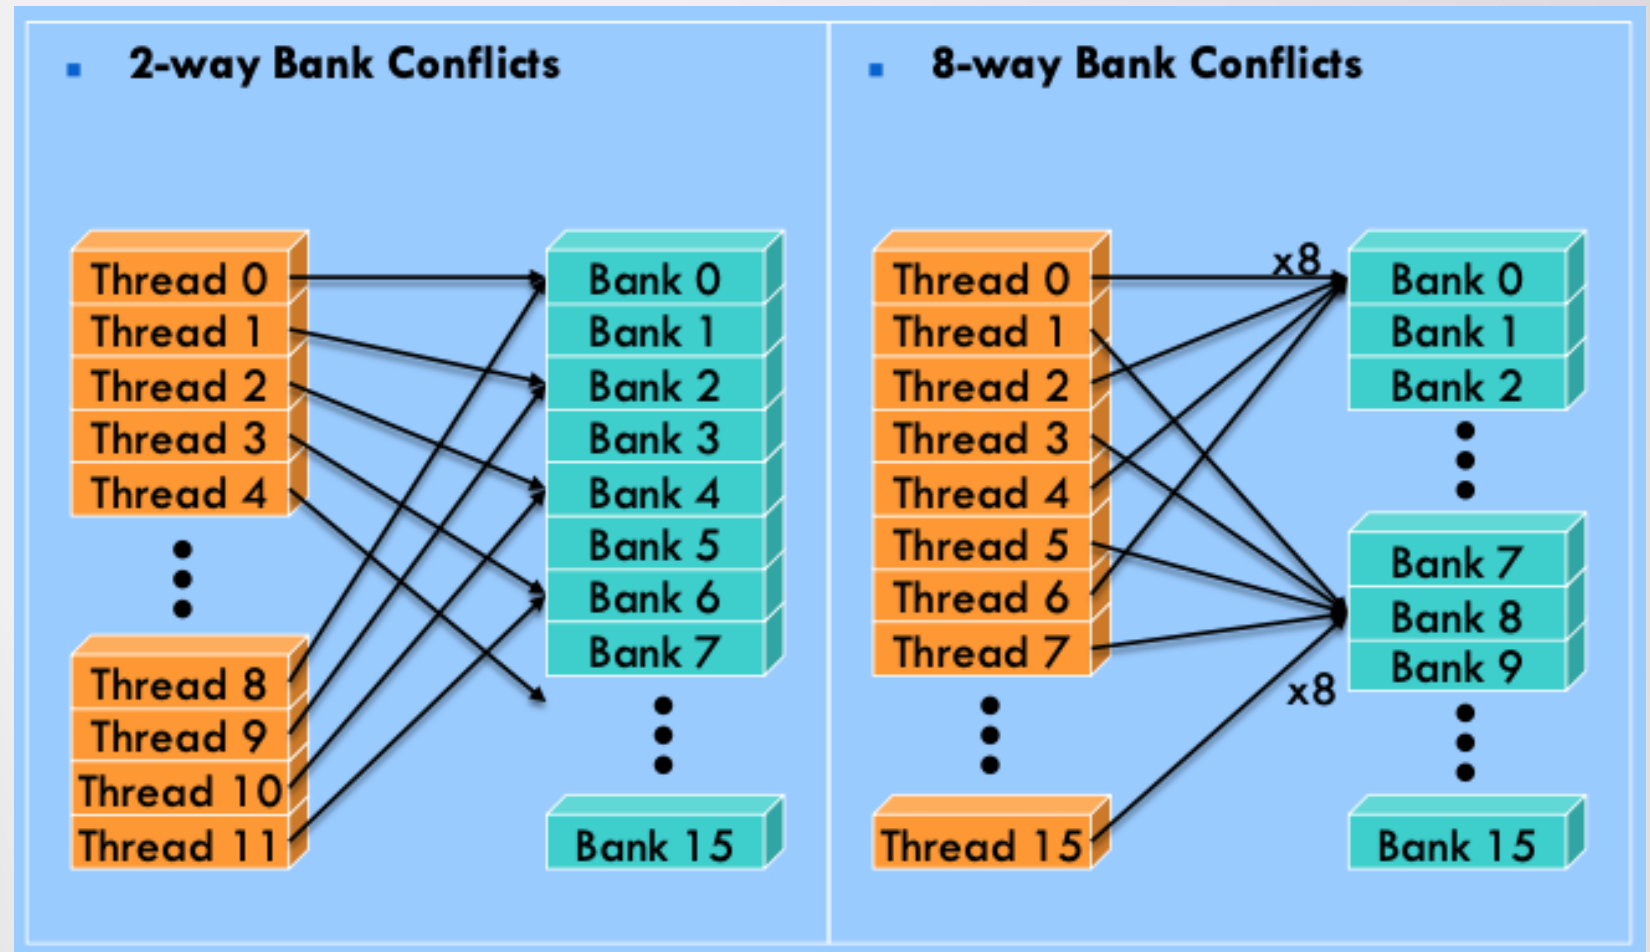 2-way Bank Conflicts
Thread 0
Thread 1
Thread 2
Thread 3
Thread 4
Thread 8
Thread 9
Thread 10
Thread 11
Bank 0
Bank 1
Bank 2
Bank 3
Bank 4
Bank 5
Bank 6
Bank 7
Bank 15
8-way Bank Conflicts
Thread 0
Thread 1
Thread 2
Thread 3
Thread 4
Thread 5
Thread 6
Thread 7
Thread 15
x8
x8
Bank 0
Bank 1
Bank 2
Bank 7
Bank 8
Bank 9
Bank 15